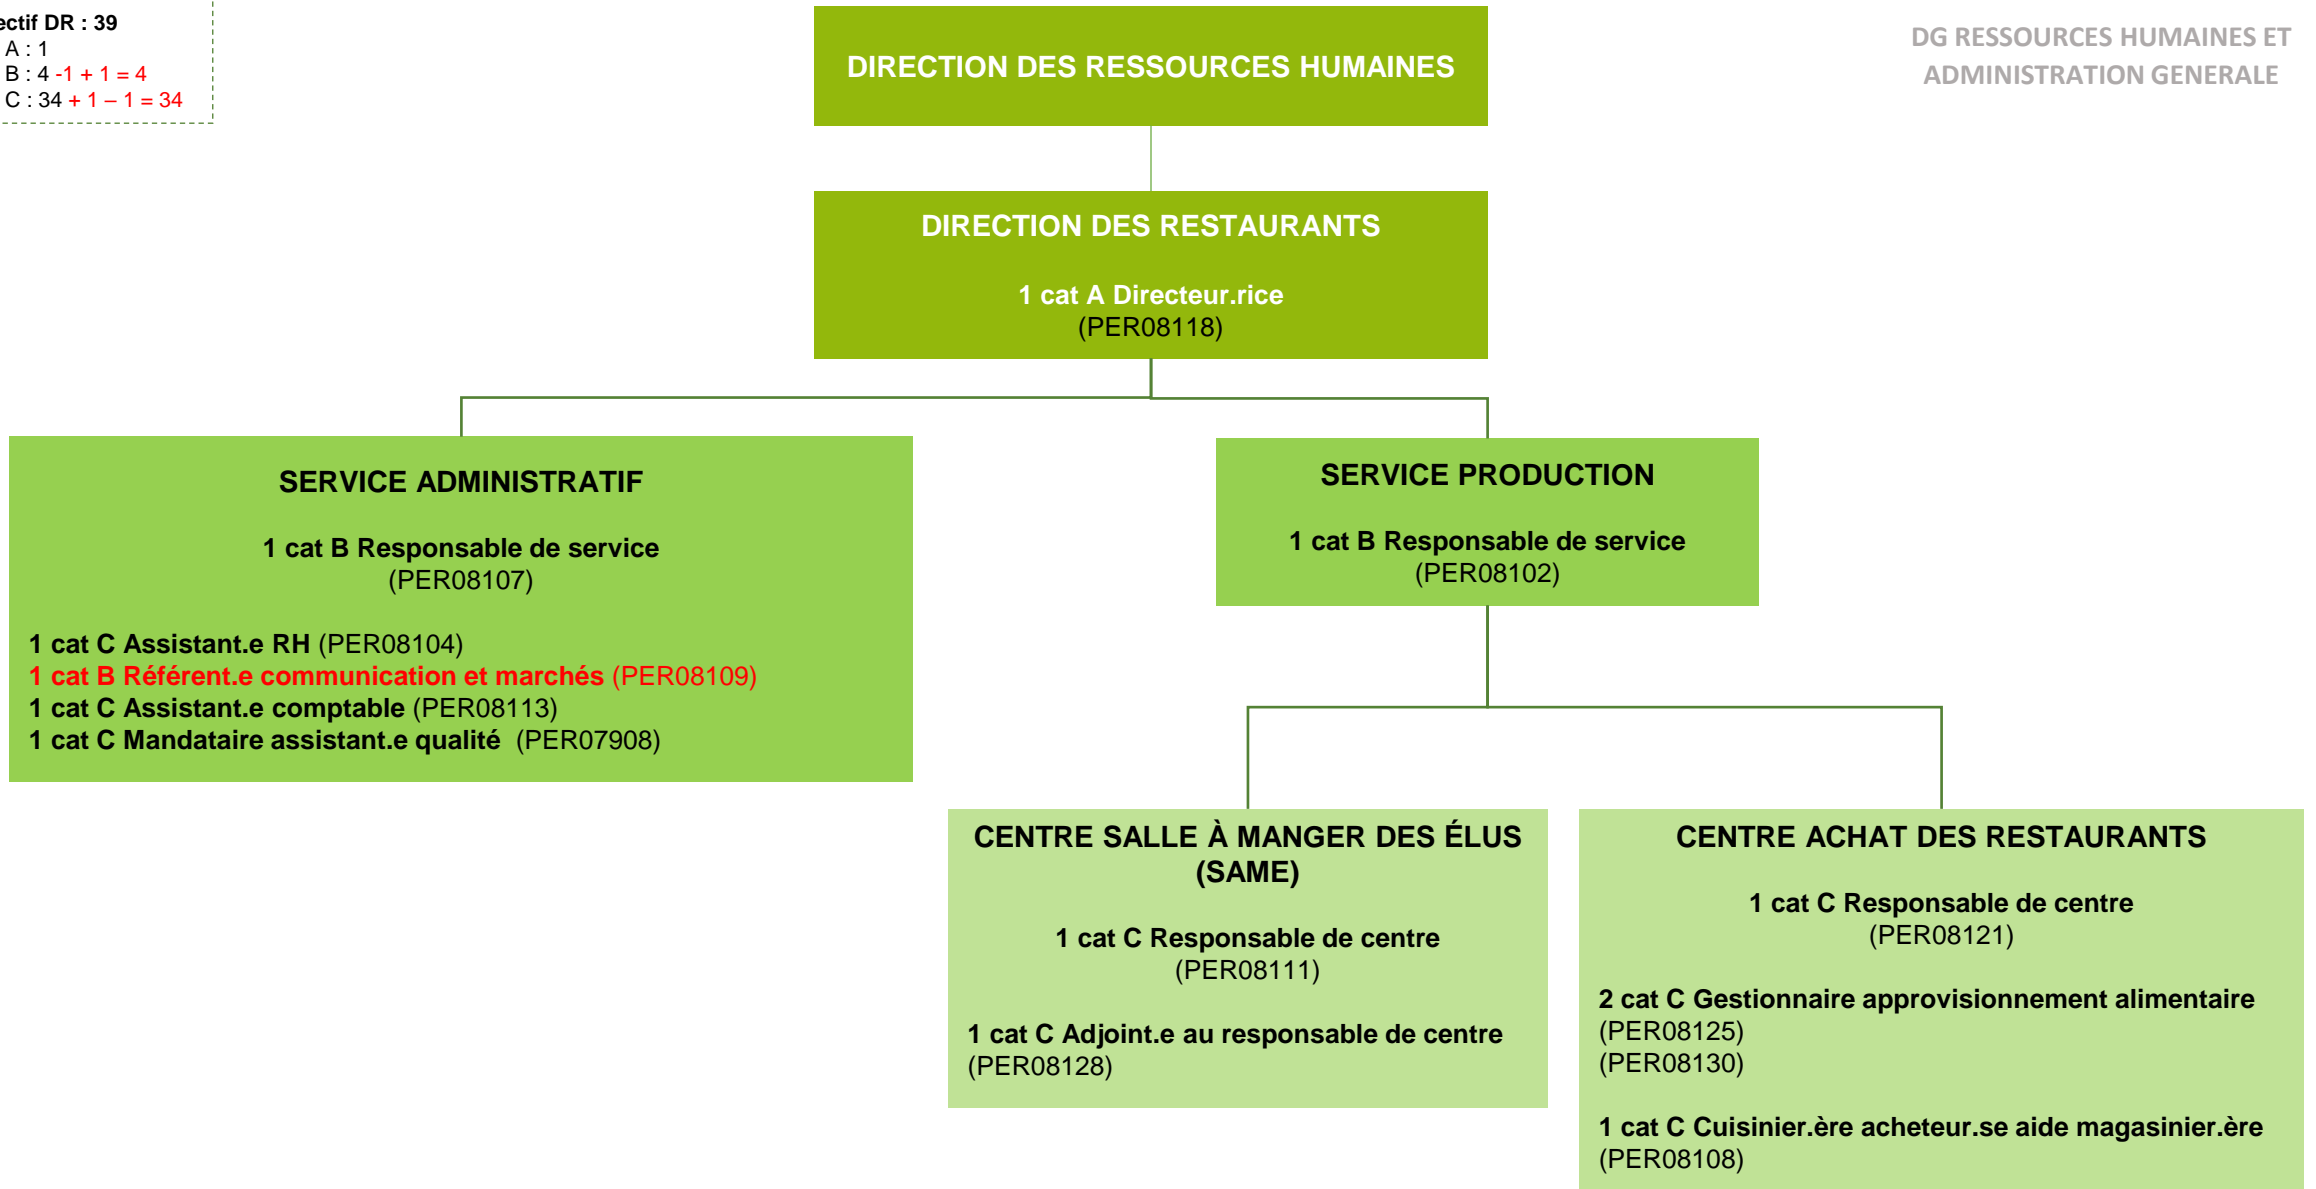 ectif DR : 39
A : 1
B : 4 -1 + 1 = 4
C : 34 + 1 – 1 = 34
DIRECTION DES RESSOURCES HUMAINES
DG RESSOURCES HUMAINES ET
ADMINISTRATION GENERALE
DIRECTION DES RESTAURANTS
1 cat A Directeur.rice
(PER08118)
SERVICE ADMINISTRATIF
1 cat B Responsable de service
(PER08107)
1 cat C Assistant.e RH (PER08104)
1 cat B Référent.e communication et marchés (PER08109)
1 cat C Assistant.e comptable (PER08113)
1 cat C Mandataire assistant.e qualité (PER07908)
SERVICE PRODUCTION
1 cat B Responsable de service
(PER08102)
CENTRE SALLE À MANGER DES ÉLUS
(SAME)
1 cat C Responsable de centre
(PER08111)
1 cat C Adjoint.e au responsable de centre
(PER08128)
CENTRE ACHAT DES RESTAURANTS
1 cat C Responsable de centre
(PER08121)
2 cat C Gestionnaire approvisionnement alimentaire
(PER08125)
(PER08130)
1 cat C Cuisinier.ère acheteur.se aide magasinier.ère
(PER08108)